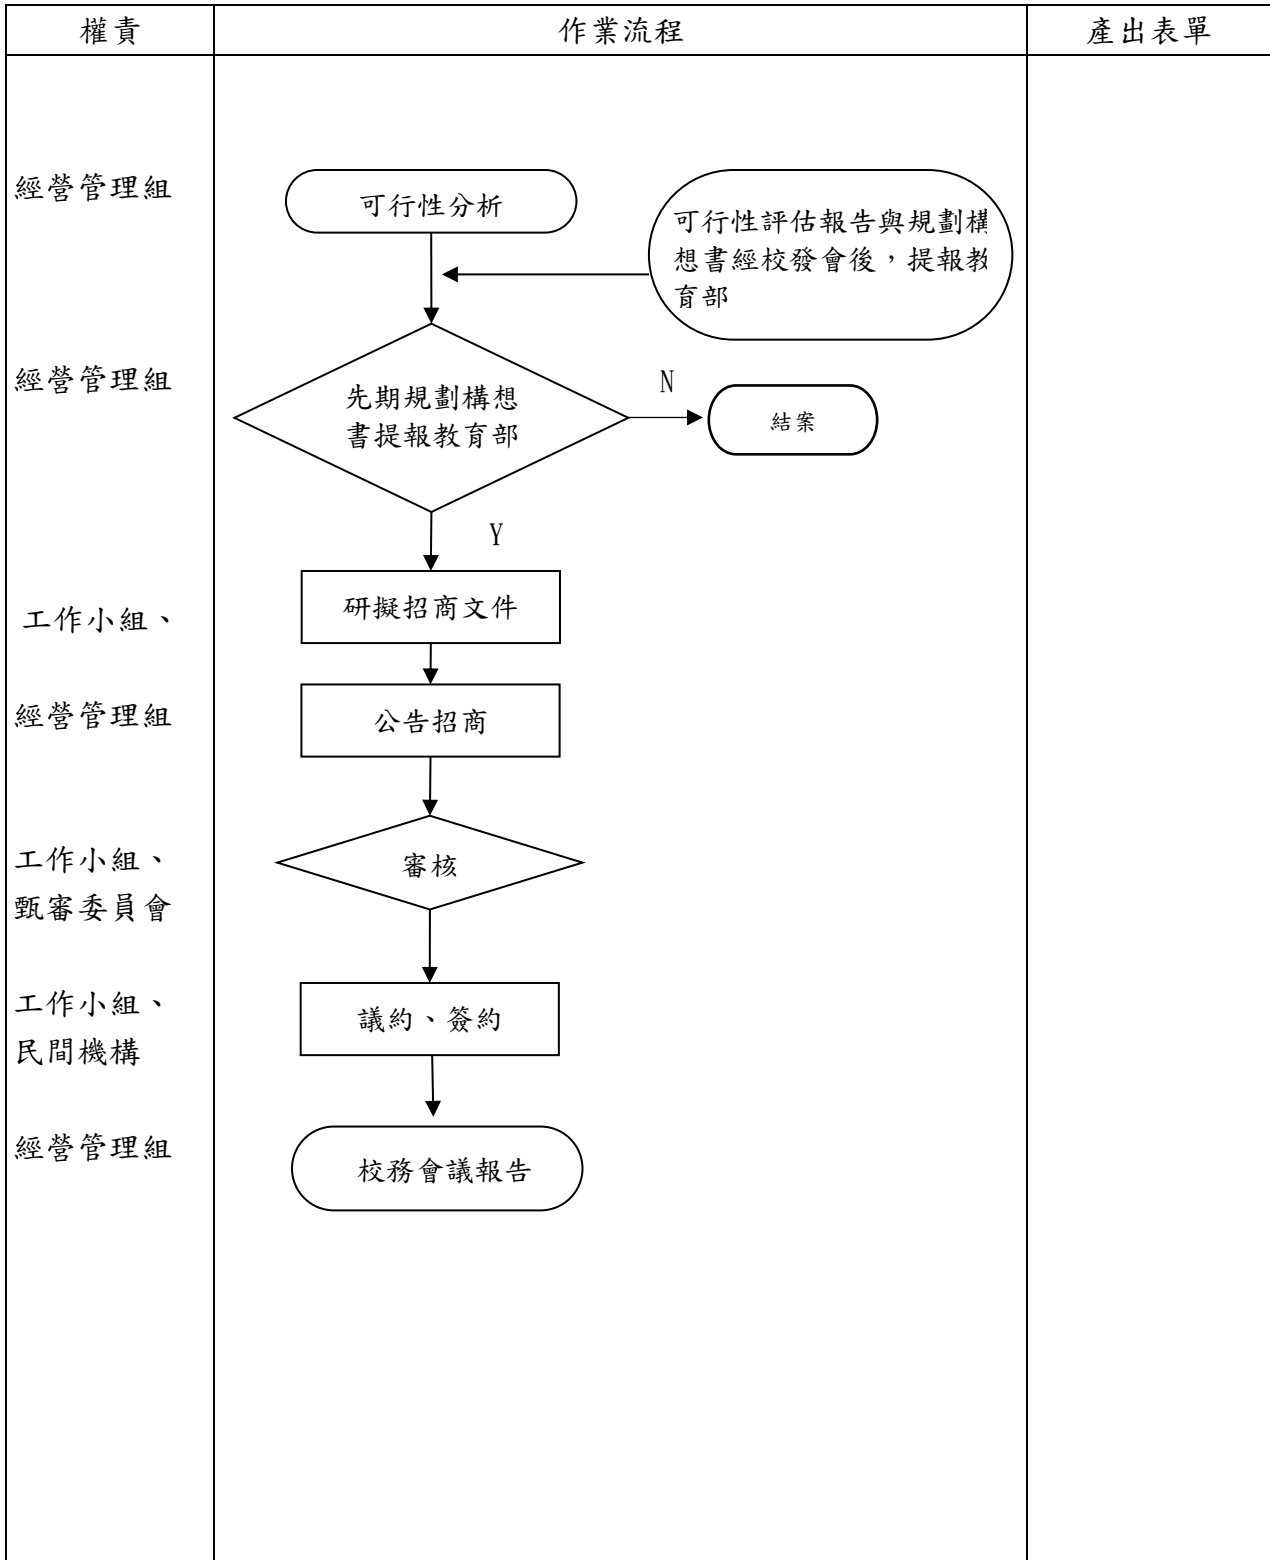 權責
作業流程
產出表單
經營管理組
可行性分析
可行性評估報告與規劃構
想書經校發會後，提報教
育部
經營管理組
先期規劃構想
書提報教育部
N
結案
Y
工作小組、
研擬招商文件
經營管理組
公告招商
工作小組、
甄審委員會
審核
工作小組、
民間機構
議約、簽約
經營管理組
校務會議報告